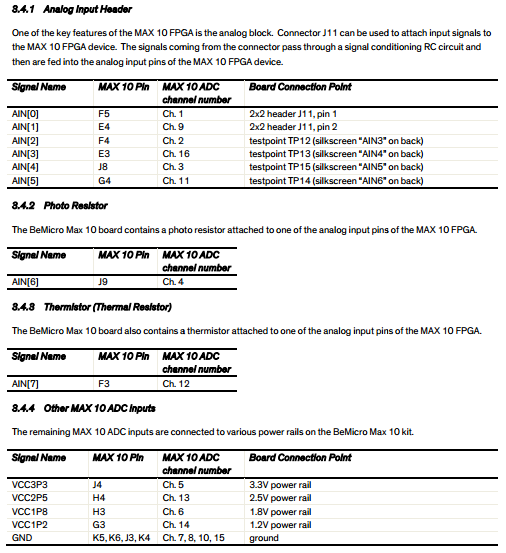 3.4.1 Analog Input Header
One of the key features of the MAX 10 FPGA is the analog block. Connector J11 can be used to attach input signals to
the MAX 10 FPGA device. The signals coming from the connector pass through a signal conditioning RC circuit and
then are fed into the analog input pins of the MAX 10 FPGA device.
Signal Name MAX 10 Pin MAX 10 ADC Board Connection Point
channel number
AIN[0] F5 Ch. 1 2x2 header J11, pin 1
AIN[1] E4 Ch. 9 2x2 header J11, pin 2
AIN[2] F4 Ch. 2 testpoint TP12 (silkscreen "AIN3" on back)
AIN[3] E3 Ch. 16 testpoint TP13 (silkscreen "AIN4" on back)
AIN[4] J8 Ch. 3 testpoint TP15 (silkscreen "AIN5" on back)
AIN[5] G4 Ch. 11 testpoint TP14 (silkscreen "AIN6" on back)
3.4.2 Photo Resistor
The BeMicro Max 10 board contains a photo resistor attached to one of the analog input pins of the MAX 10 FPGA.
Signal Name MAX 10 Pin MAX 10 ADC
channel number
AIN[6] J9 Ch. 4
3.4.3 Thermistor (Thermal Resistor)
The BeMicro Max 10 board also contains a thermistor attached to one of the analog input pins of the MAX 10 FPGA.
Signal Name MAX 10 Pin MAX 10 ADC
channel number
AIN[7] F3 Ch. 12
3.4.4 Other MAX 10 ADC Inputs
The remaining MAX 10 ADC inputs are connected to various power rails on the BeMicro Max 10 kit.
Signal Name MAX 10 Pin MAX 10 ADC Board Connection Point
channel number
VCC3P3 J4 Ch. 5 3.3V power rail
VCC2P5 H4 Ch. 13 2.5V power rail
VCC1P8 H3 Ch. 6 1.8V power rail
VCC1P2 G3 Ch. 14 1.2V power rail
GND K5, K6, J3, K4 Ch. 7, 8, 10, 15 ground